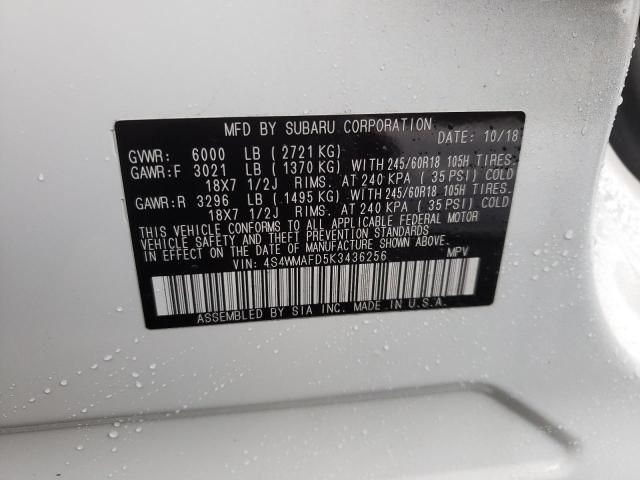 MFD BY SUBARU CORPORATION
DATE: 10/18
GVWR: 6000 LB ( 2721 KG)
GAWR:F 3021 LB ( 1370 KG) WITH 245/60R18 105H TIRES.
18X7 1/2J RIMS. AT 240 KPA ( 35 PSI) COLD
GAWR:R 3296 LB ( 1495 KG) WITH 245/60R18 105H TIRES.
18X7 1/2J RIMS. AT 240 KPA ( 35 PSI) COLD
THIS VEHICLE CONFORMS TO ALL APPLICABLE FEDERAL MOTOR
VEHICLE SAFETY AND THEFT PREVENTION STANDARDS
IN EFFECT ON THE DATE OF MANUFACTURE SHOWN ABOVE.
VIN: 4S4WMAFD5K3436256 MPV
ASSEMBLED BY SIA INC. MADE IN U.S.A.